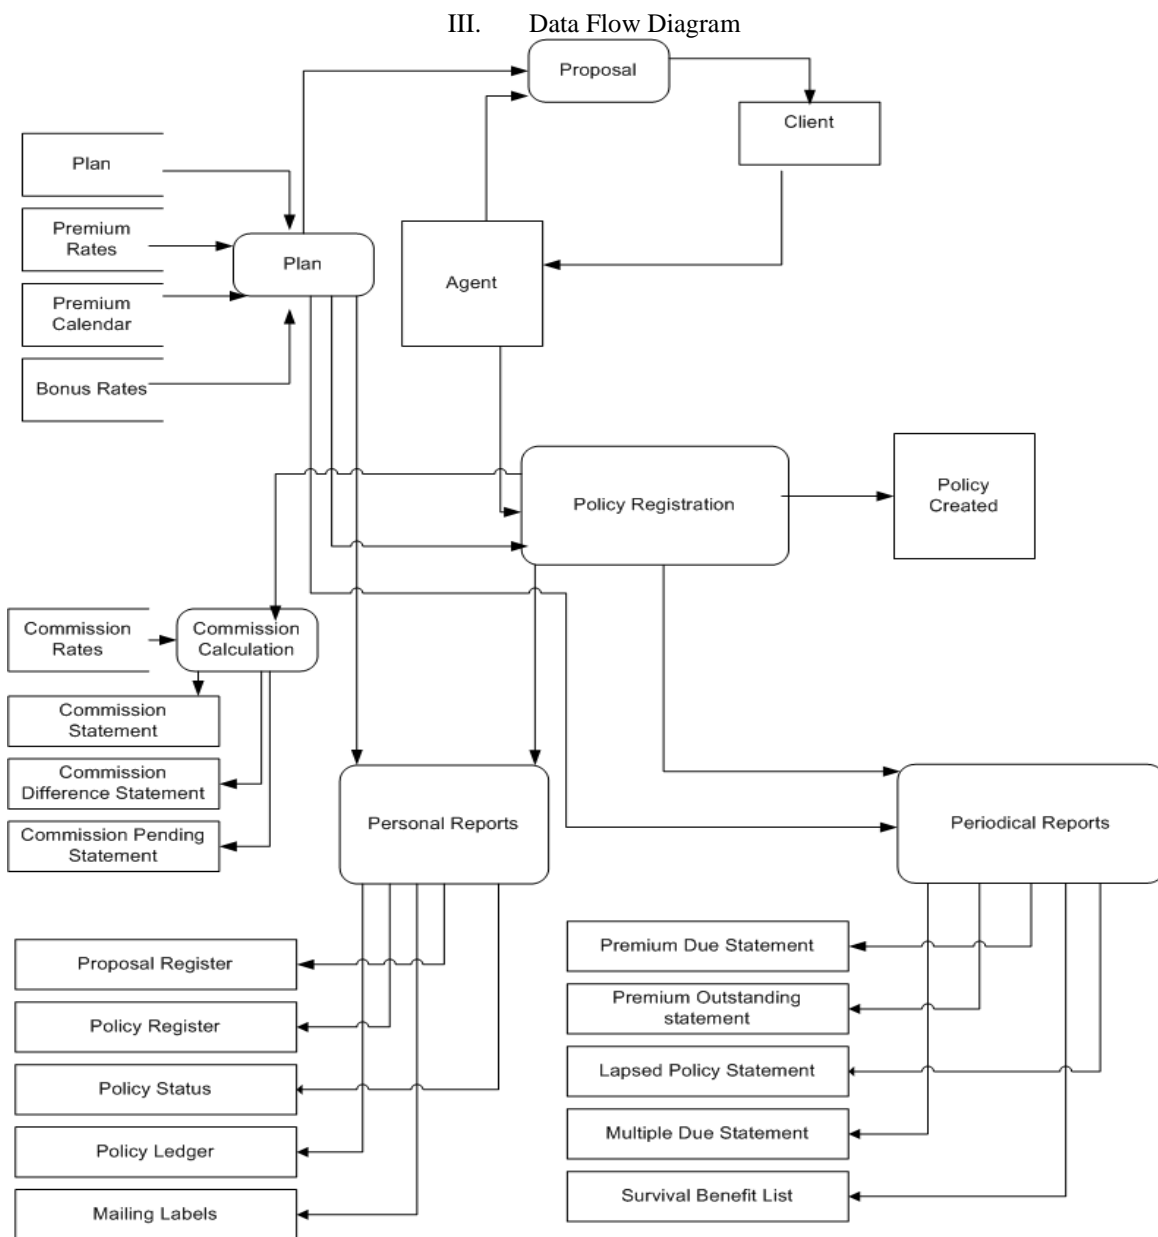 III. Data Flow Diagram
Proposal
Client
Plan
Premium
Rates
Plan
Agent
Premium
Calendar
Bonus Rates
Policy Registration
Policy
Created
Commission
Rates
Commission
Calculation
Commission
Statement
Commission
Difference Statement
Commission Pending
Statement
Personal Reports
Periodical Reports
Proposal Register
Policy Register
Policy Status
Policy Ledger
Mailing Labels
Premium Due Statement
Premium Outstanding
statement
Lapsed Policy Statement
Multiple Due Statement
Survival Benefit List